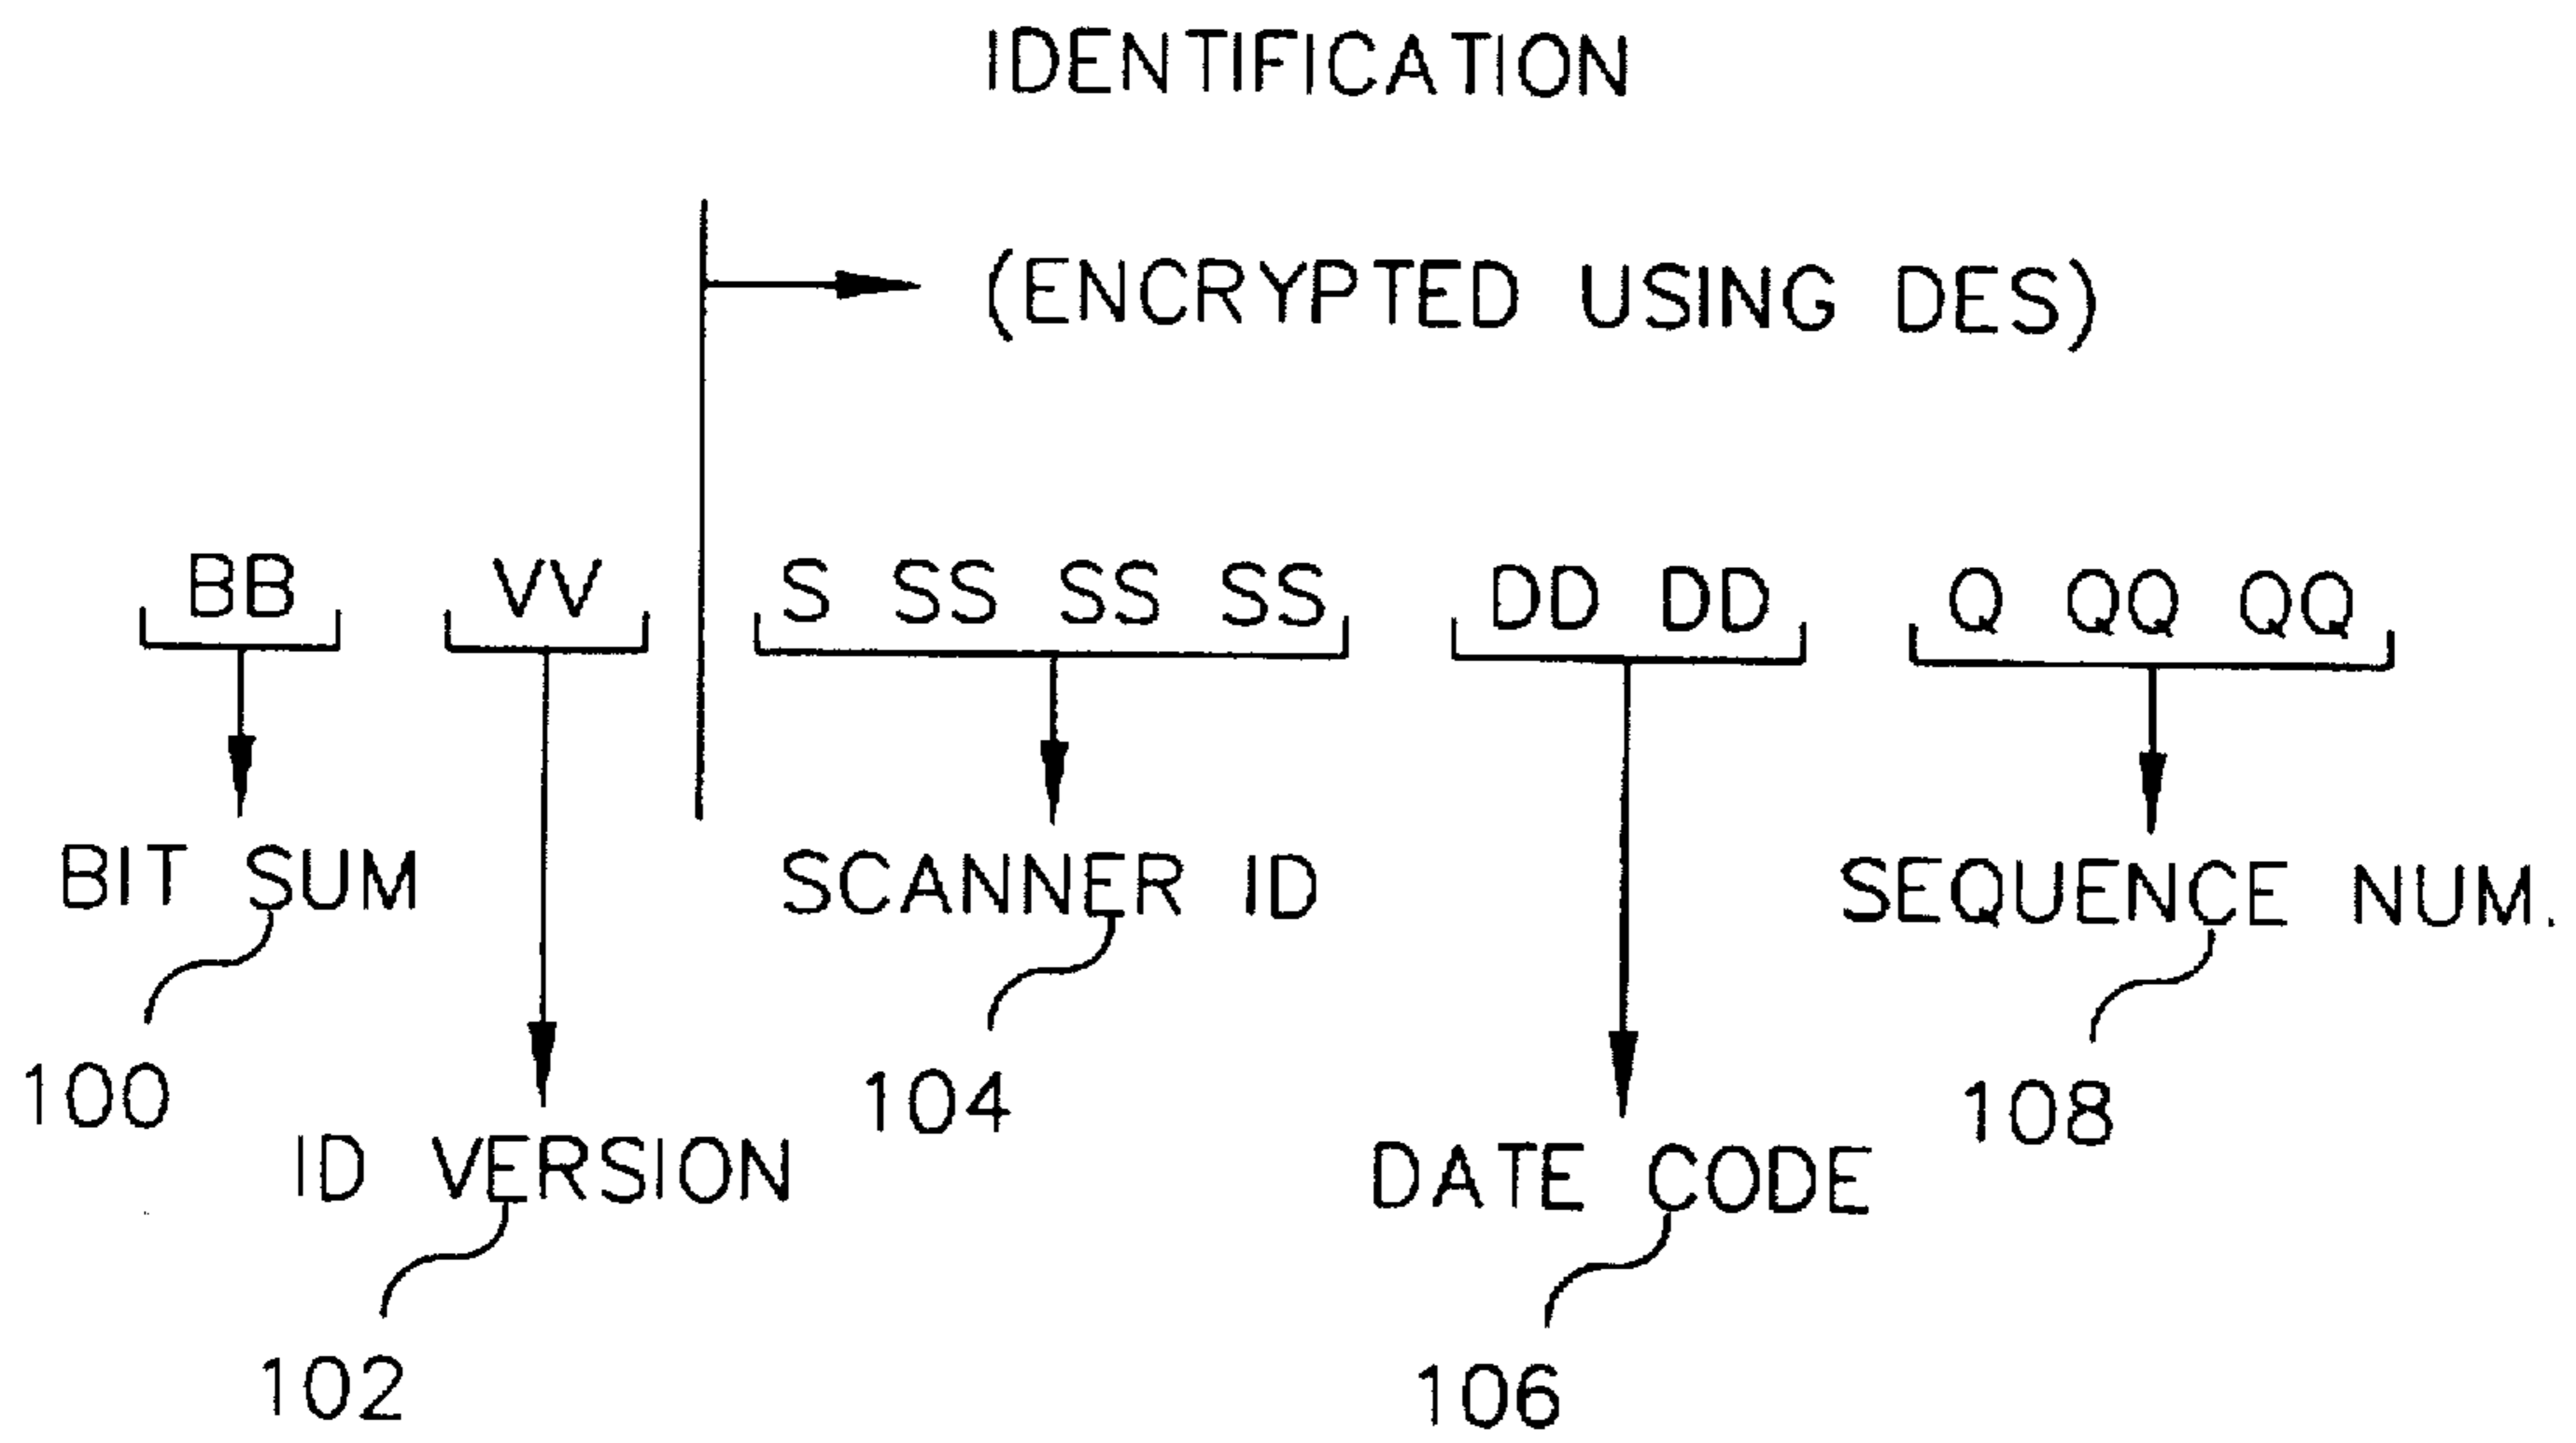 IDENTIFICATION
(ENCRYPTED USING DES)
BB VV S SS SS SS DD DD Q QQ QQ
BIT SUM SCANNER ID SEQUENCE NUM.
100 104 108
ID VERSION DATE CODE
102 106